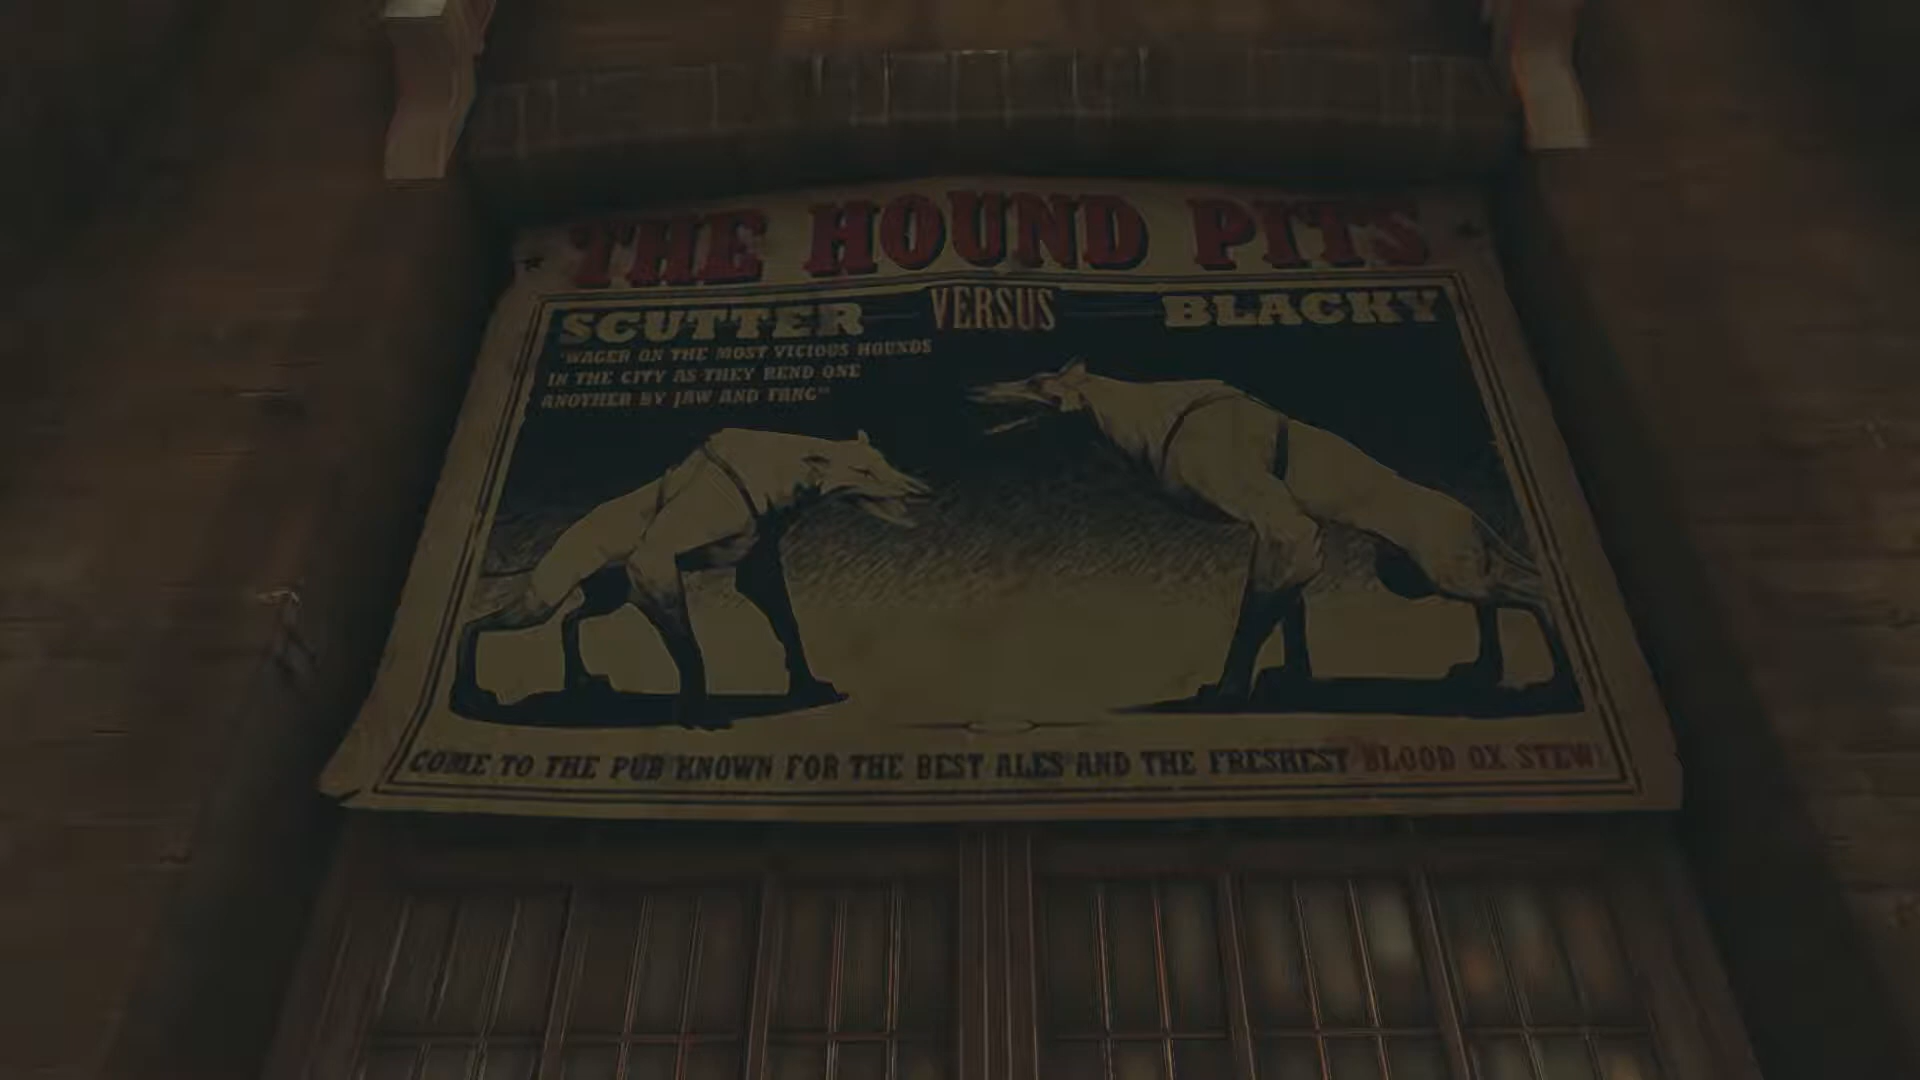 THE HOUND PITS
SCUTTER VERSUS BLACKY
"WAGER ON THE MOST VICIOUS HOUNDS
IN THE CITY AS THEY REND ONE
ANOTHER BY JAW AND FANG"
COME TO THE PUB KNOWN FOR THE BEST ALES AND THE FRESHEST BLOOD OX STEW!